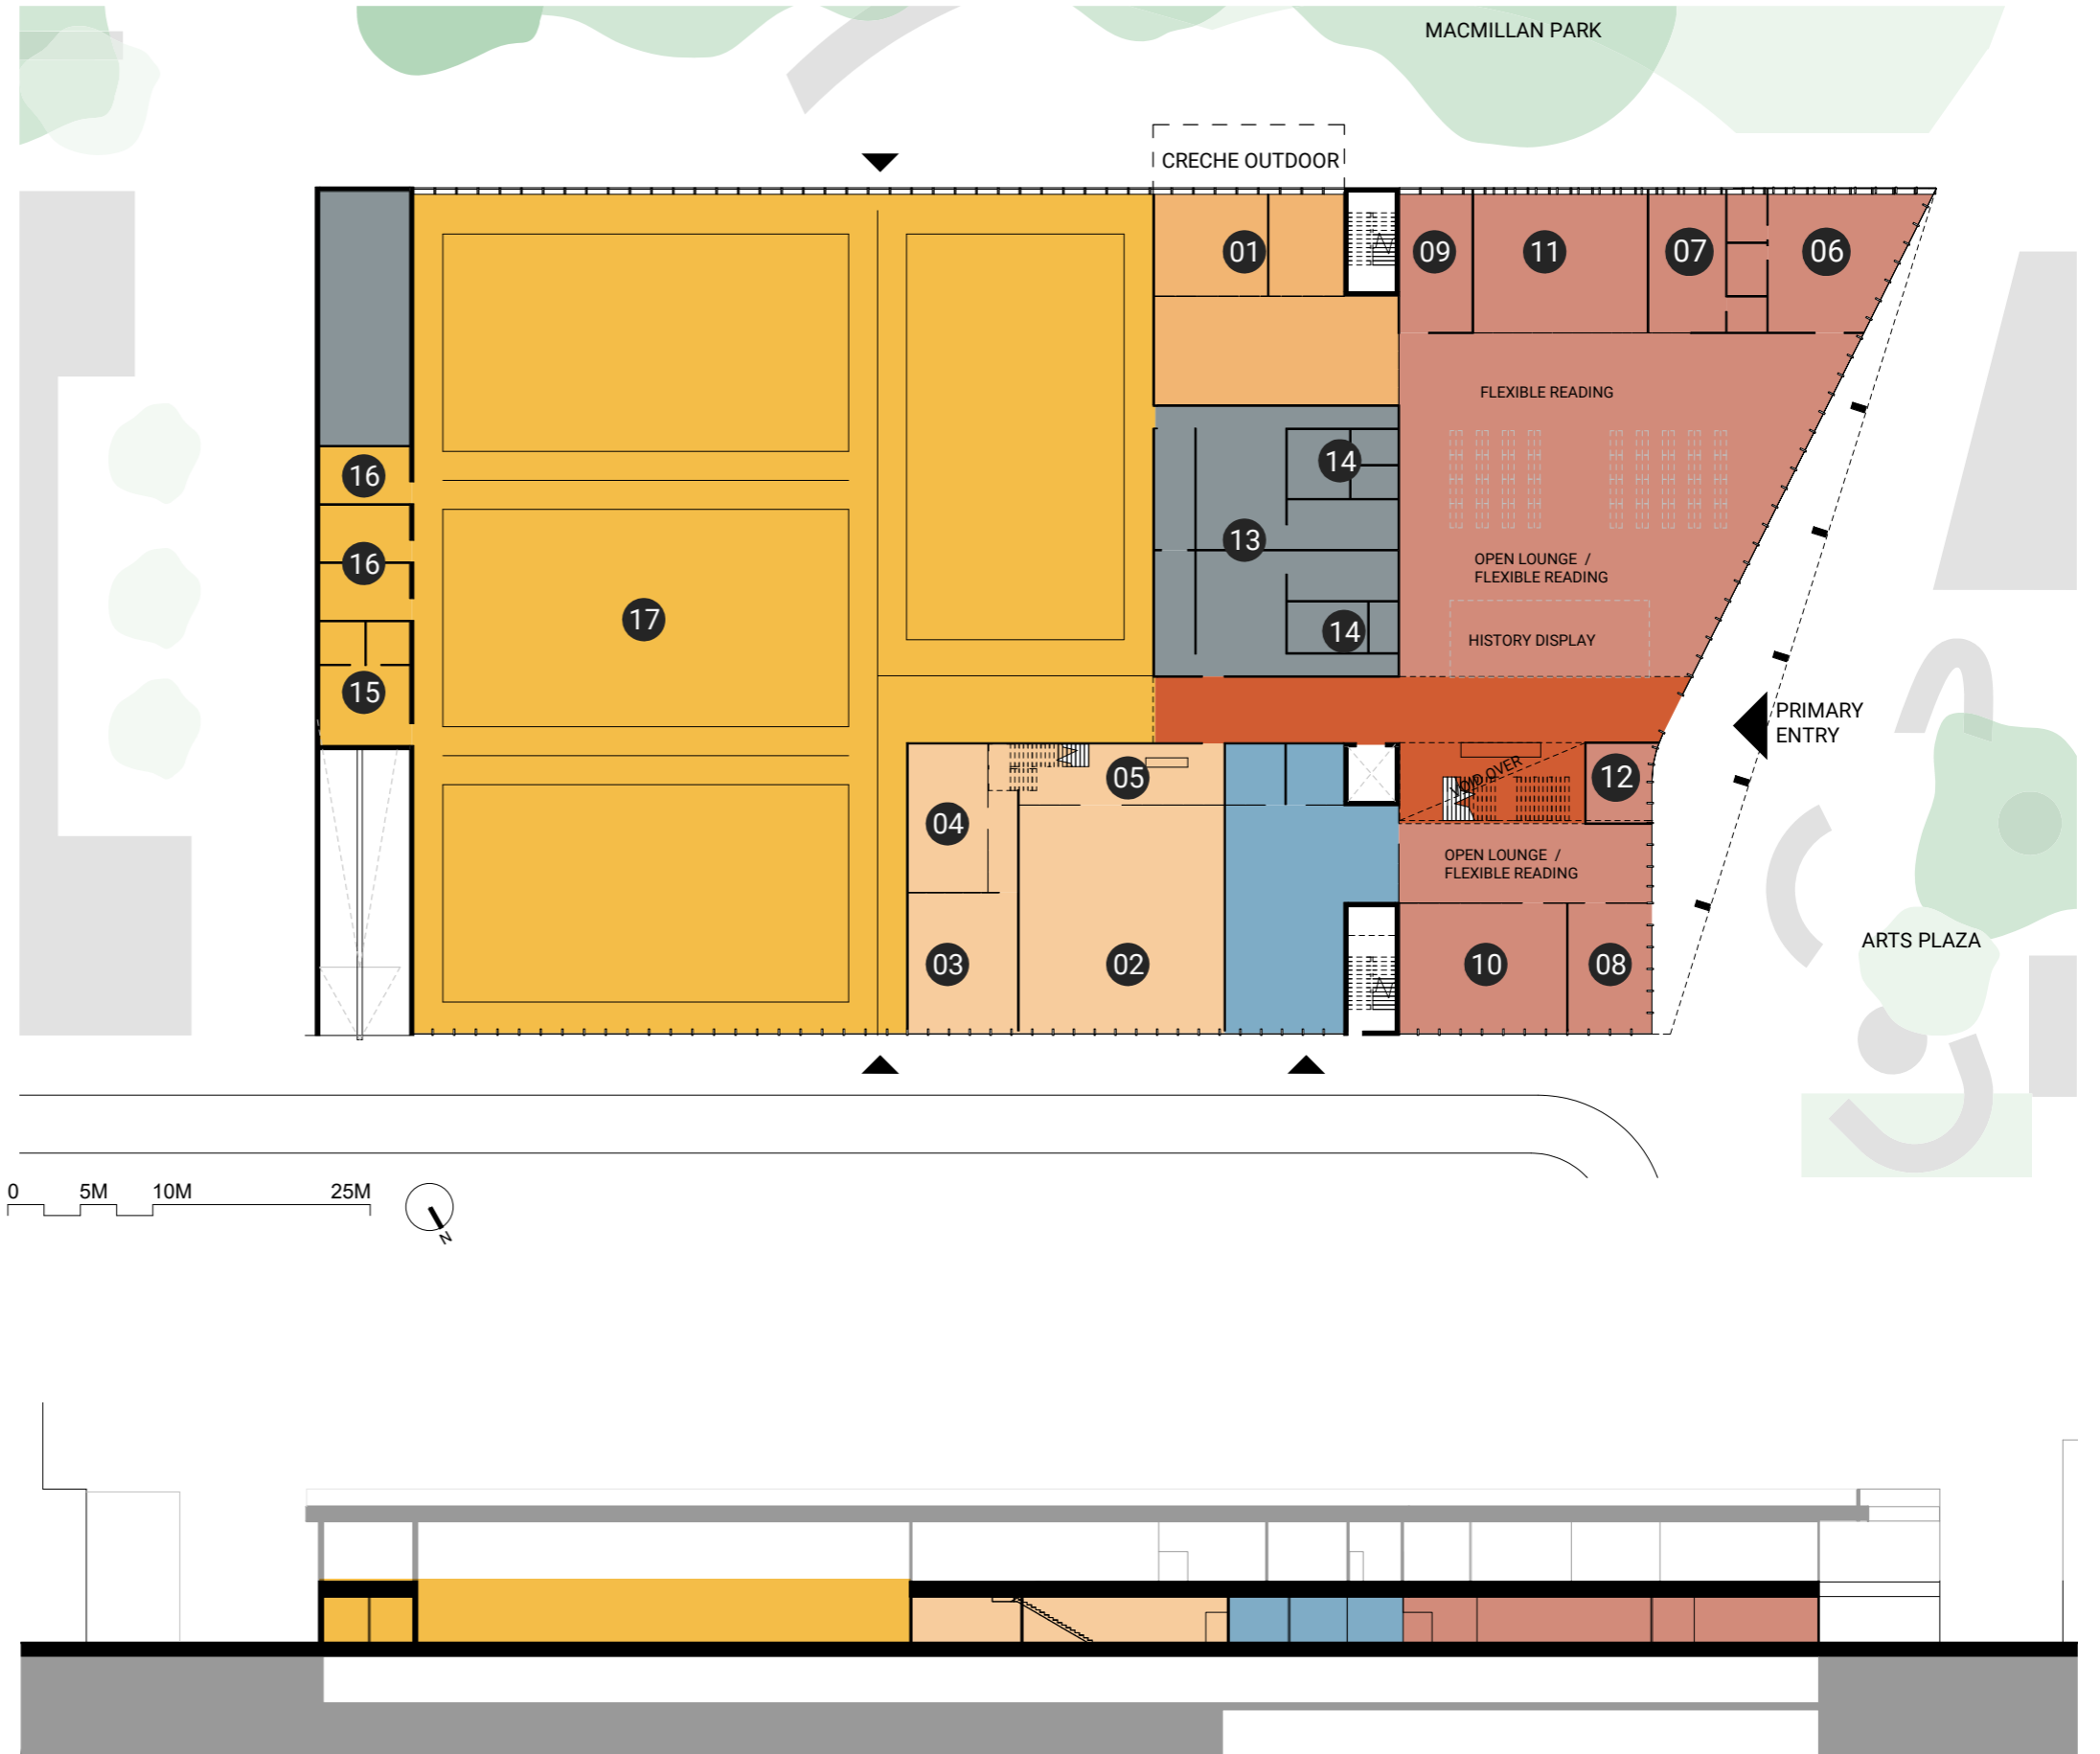 MACMILLAN PARK
CRECHE OUTDOOR
01
09
11
07
06
FLEXIBLE READING
14
16
13
OPEN LOUNGE /
FLEXIBLE READING
16
17
14
HISTORY DISPLAY
15
PRIMARY
ENTRY
05
VOID OVER
12
04
OPEN LOUNGE /
FLEXIBLE READING
03
02
10
08
ARTS PLAZA
0 5M 10M 25M
N